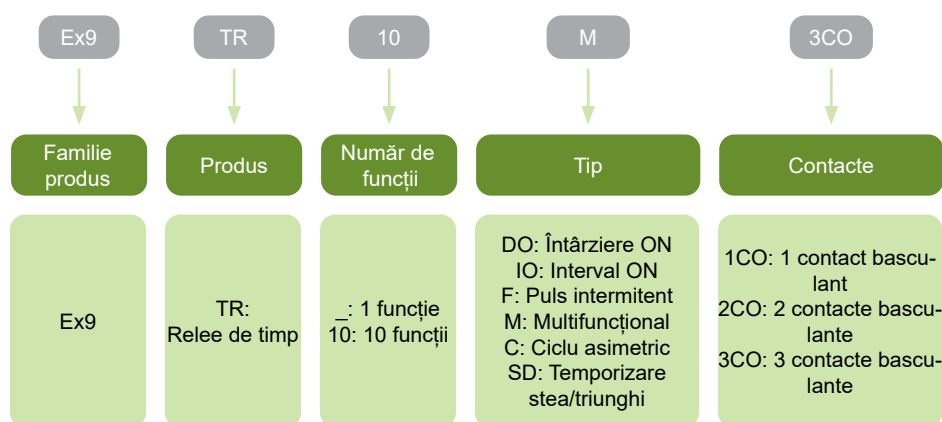 Ex9
TR
10
M
3CO
Familie
produs
Produs
Număr de
funcții
Tip
Contacte
Ex9
TR:
Relee de timp
_: 1 funcție
10: 10 funcții
DO: Întârziere ON
IO: Interval ON
F: Puls intermitent
M: Multifuncțional
C: Ciclu asimetric
SD: Temporizare
stea/triunghi
1CO: 1 contact bascu-
lant
2CO: 2 contacte bascu-
lante
3CO: 3 contacte bascu-
lante